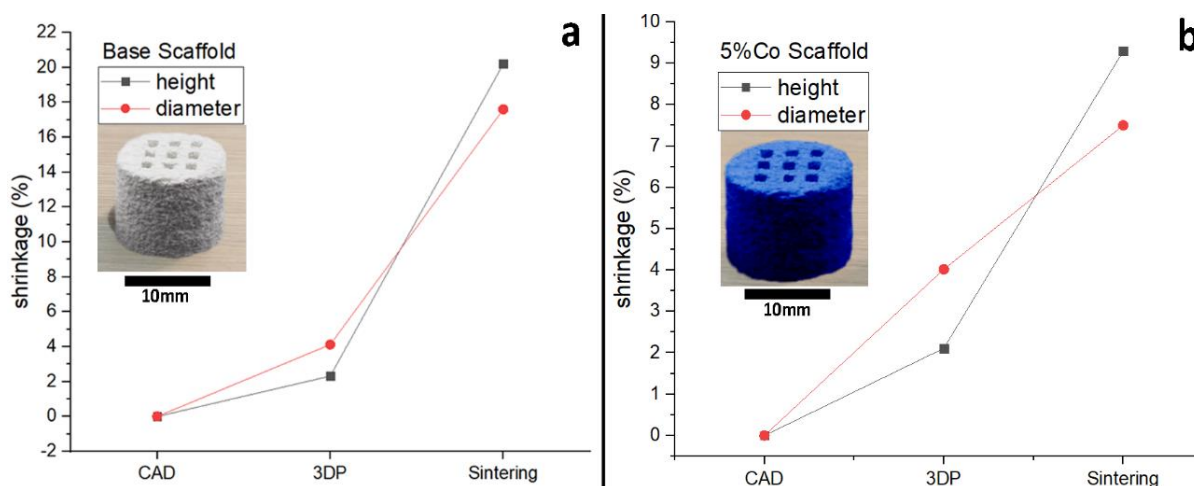 a
Base Scaffold
height
diameter
10mm
shrinkage (%)
22
20
18
16
14
12
10
8
6
4
2
0
-2
CAD
3DP
Sintering
b
5%Co Scaffold
height
diameter
10mm
shrinkage (%)
10
9
8
7
6
5
4
3
2
1
0
CAD
3DP
Sintering